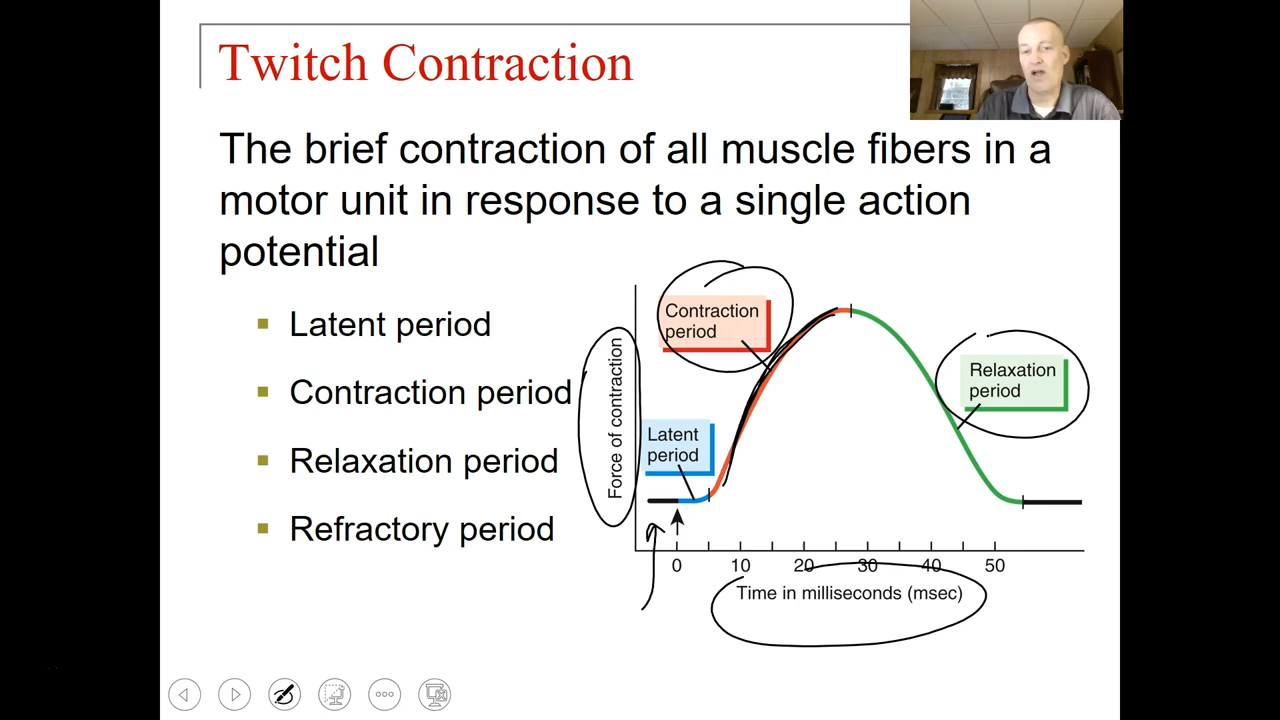 Twitch Contraction
The brief contraction of all muscle fibers in a
motor unit in response to a single action
potential
Latent period
Contraction period
Relaxation period
Refractory period
Force of contraction
Contraction
period
Latent
period
Relaxation
period
0 10 20 30 40 50
Time in milliseconds (msec)